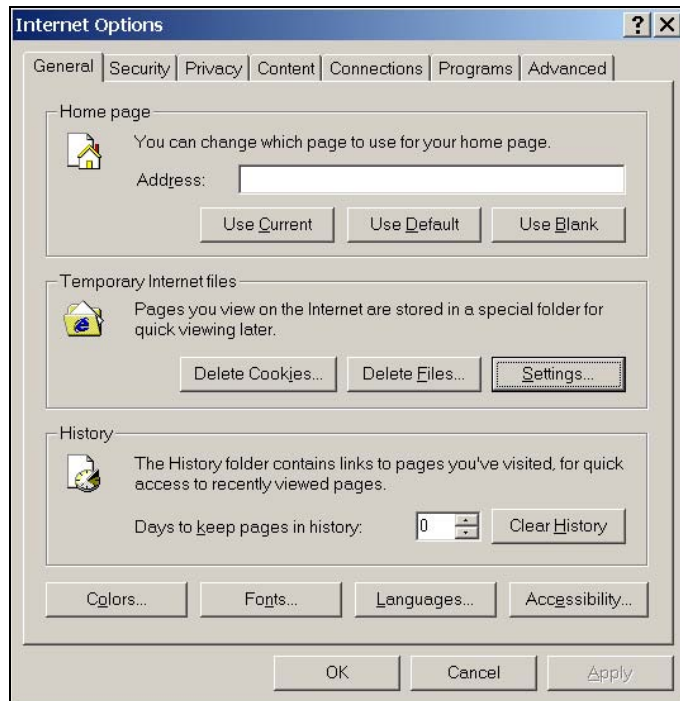 Internet Options
General Security Privacy Content Connections Programs Advanced
Home page
You can change which page to use for your home page.
Address:
Use Current Use Default Use Blank
Temporary Internet files
Pages you view on the Internet are stored in a special folder for
quick viewing later.
Delete Cookies... Delete Files... Settings...
History
The History folder contains links to pages you've visited, for quick
access to recently viewed pages.
Days to keep pages in history: 0 Clear History
Colors... Fonts... Languages... Accessibility...
OK Cancel Apply